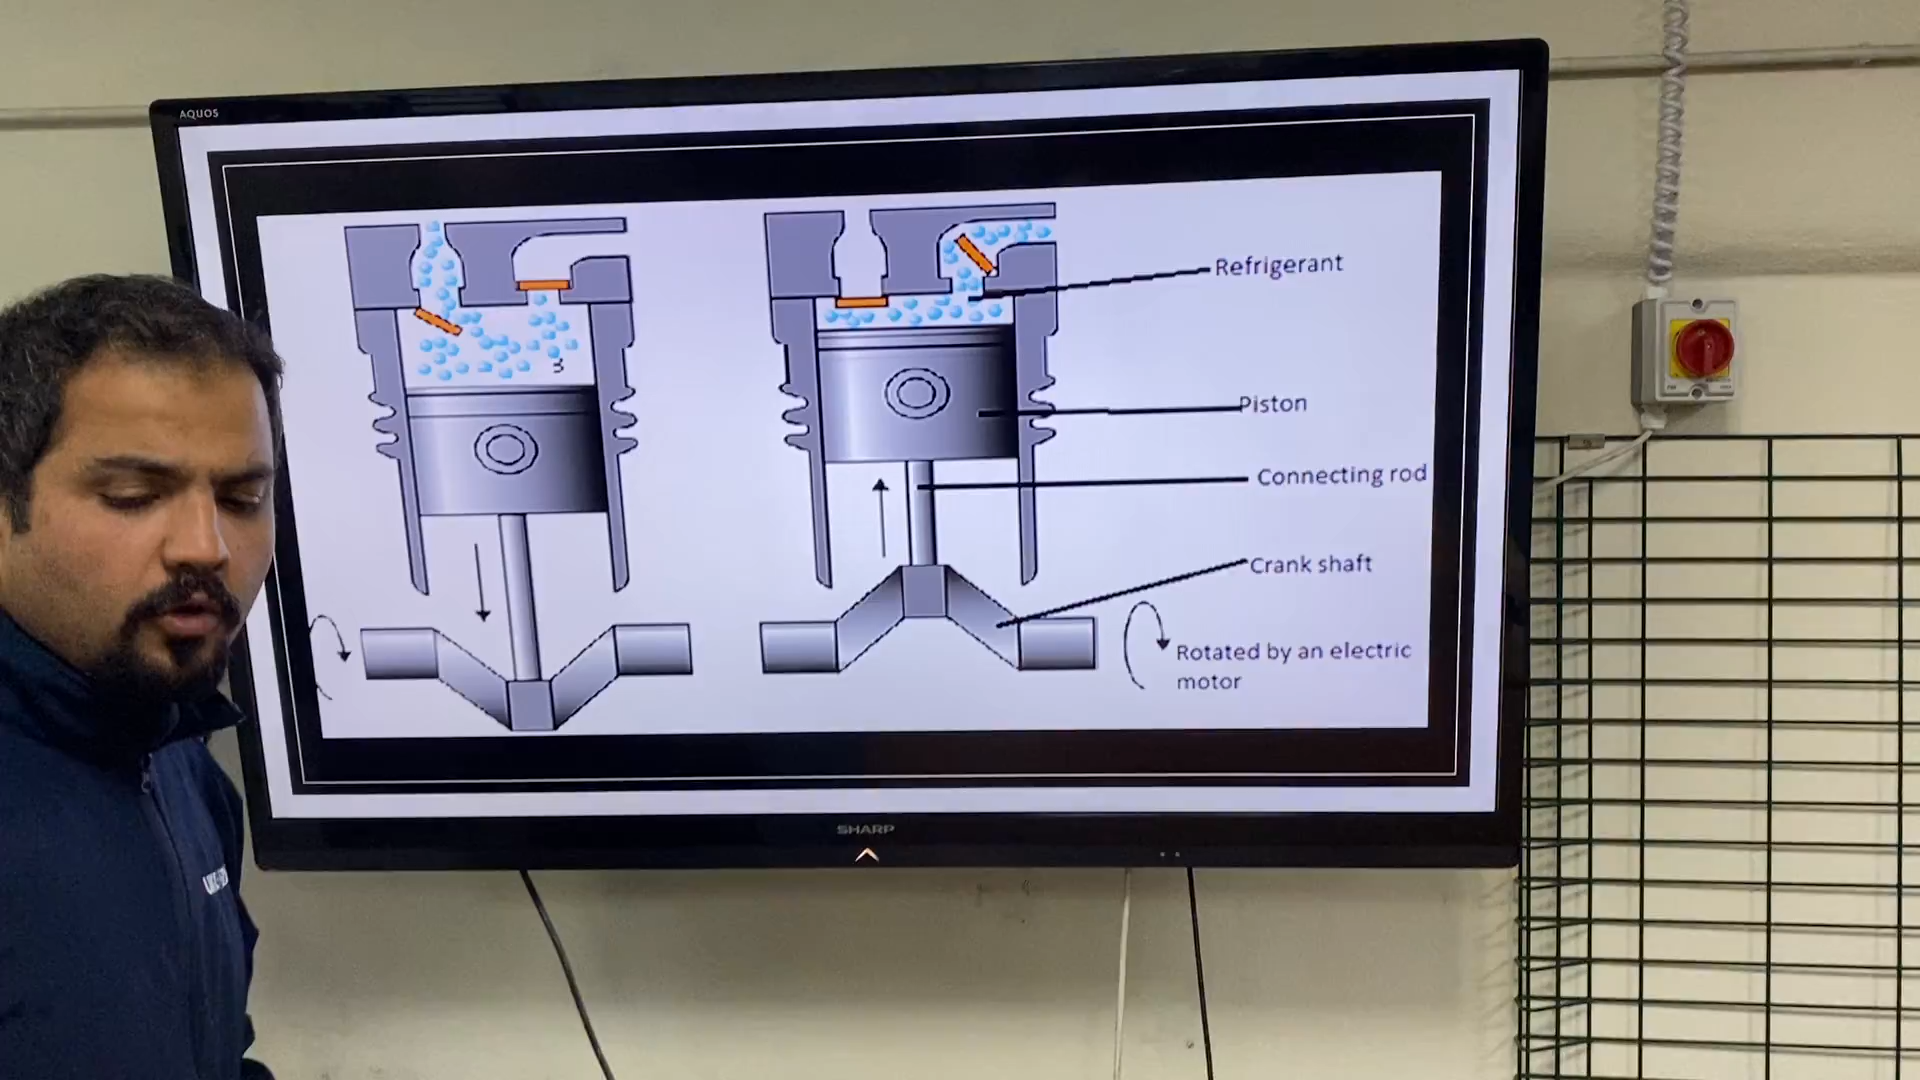 AQUOS
Refrigerant
Piston
Connecting rod
Crank shaft
Rotated by an electric
motor
SHARP